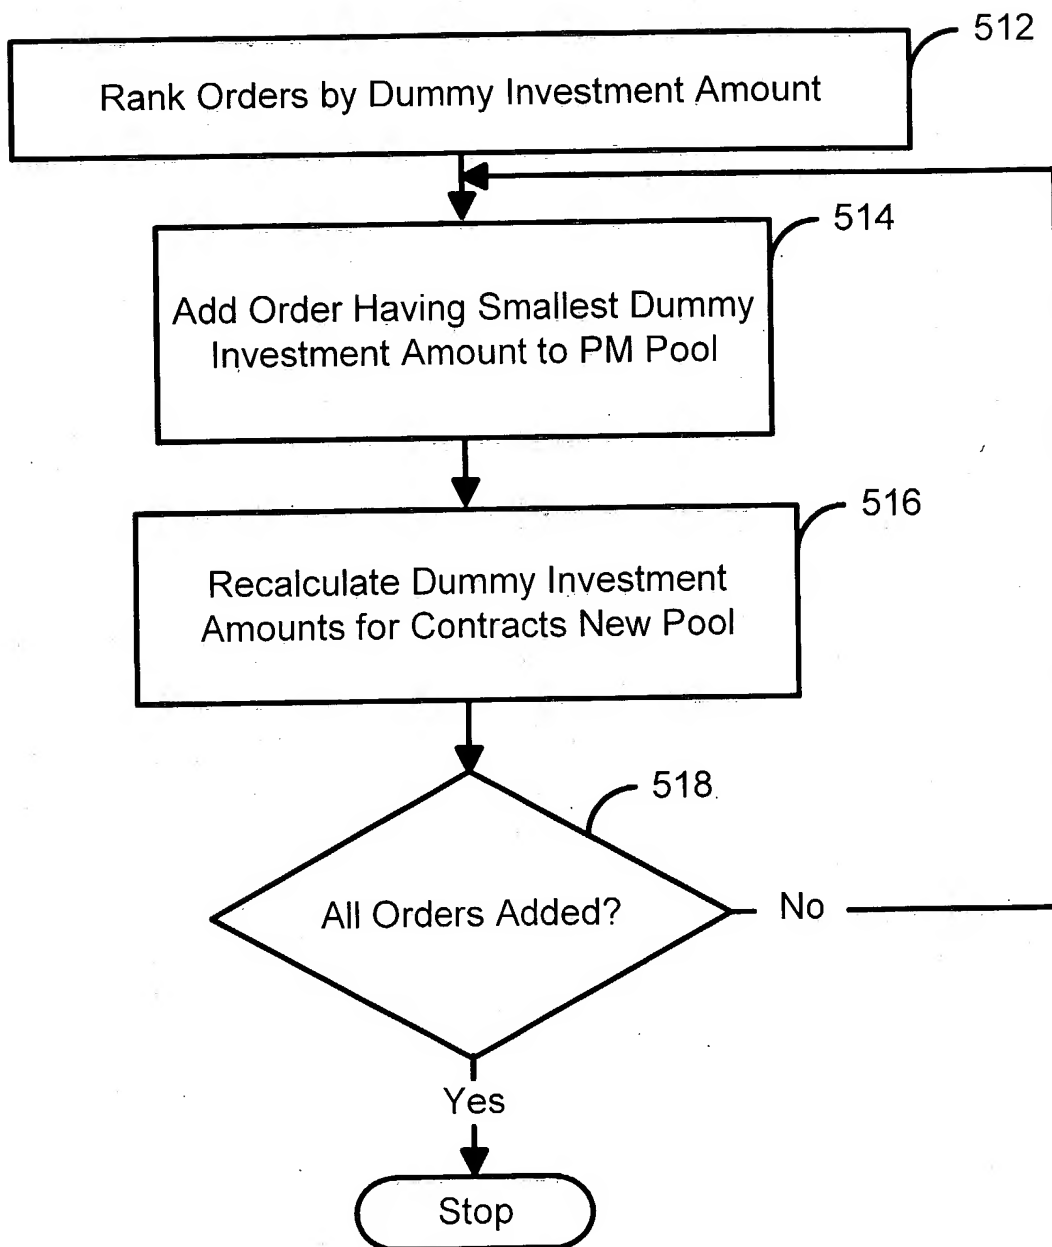 512
Rank Orders by Dummy Investment Amount
514
Add Order Having Smallest Dummy
Investment Amount to PM Pool
516
Recalculate Dummy Investment
Amounts for Contracts New Pool
518
All Orders Added?
No
Yes
Stop